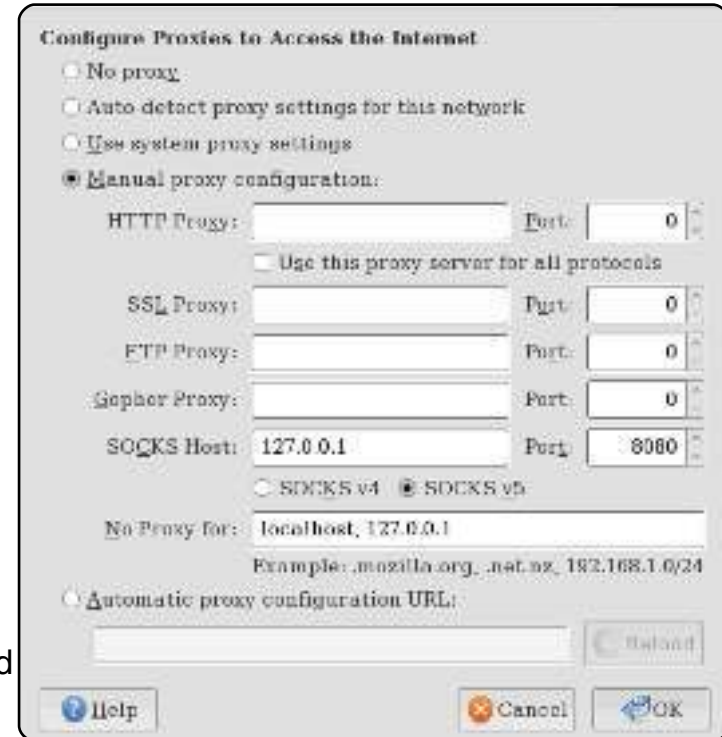 Configure Proxies to Access the Internet
No proxy
Auto-detect proxy settings for this network
Use system proxy settings
Manual proxy configuration:
HTTP Proxy: Port: 0
Use this proxy server for all protocols
SSL Proxy: Port: 0
FTP Proxy: Port: 0
Gopher Proxy: Port: 0
SOCKS Host: 127.0.0.1 Port: 8080
SOCKS v4 SOCKS v5
No Proxy for: localhost, 127.0.0.1
Example: .mozilla.org, .net.nz, 192.168.1.0/24
Automatic proxy configuration URL:
d
Reload
Help Cancel OK